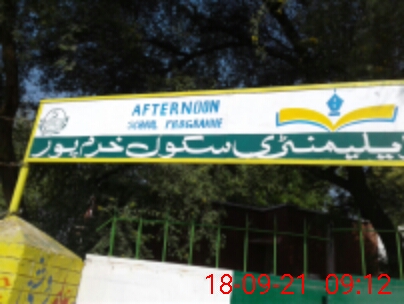 AFTERNOON
SCHOOL PROGRAMME
ایلیمنٹری سکول خرم پور
18-09-21 09:12